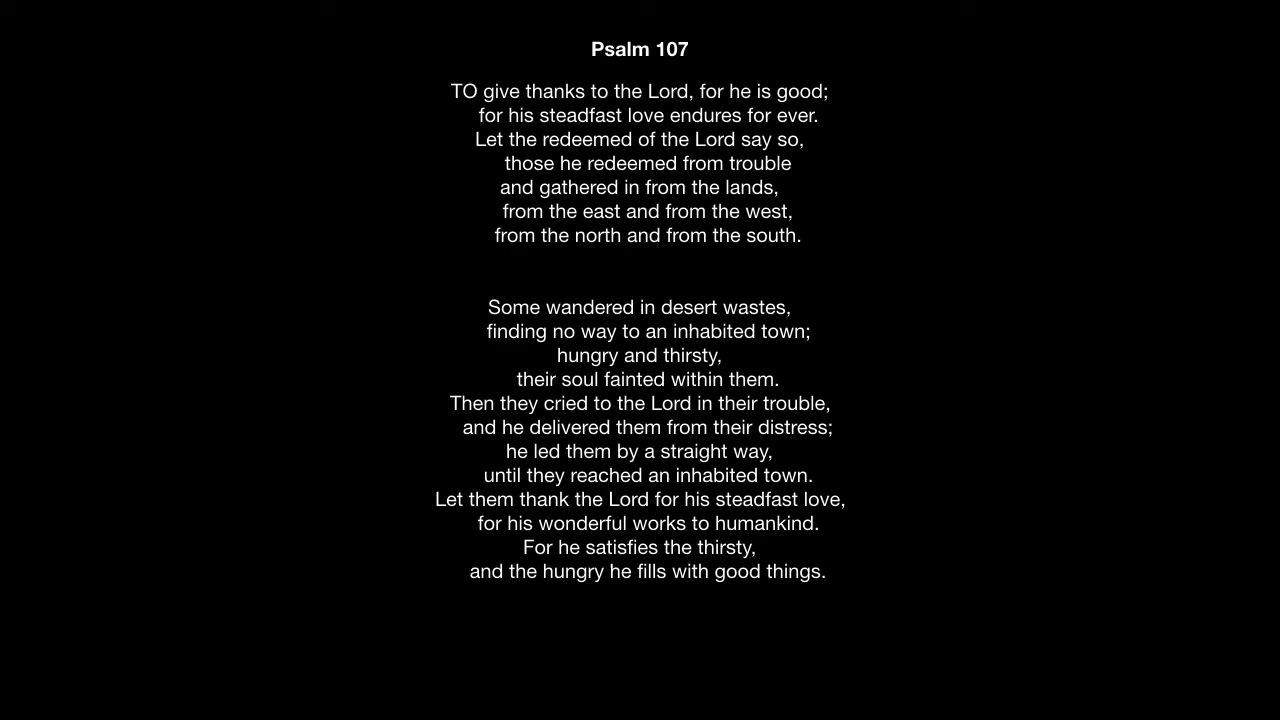 Psalm 107
TO give thanks to the Lord, for he is good;
for his steadfast love endures for ever.
Let the redeemed of the Lord say so,
those he redeemed from trouble
and gathered in from the lands,
from the east and from the west,
from the north and from the south.
Some wandered in desert wastes,
finding no way to an inhabited town;
hungry and thirsty,
their soul fainted within them.
Then they cried to the Lord in their trouble,
and he delivered them from their distress;
he led them by a straight way,
until they reached an inhabited town.
Let them thank the Lord for his steadfast love,
for his wonderful works to humankind.
For he satisfies the thirsty,
and the hungry he fills with good things.